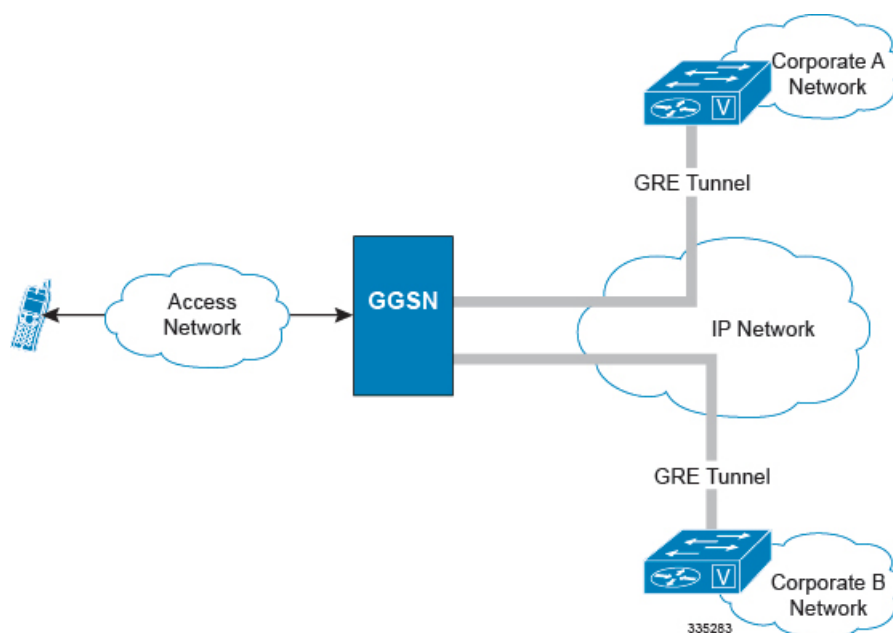 Corporate A
Network
V
GRE Tunnel
Access
Network
GGSN
IP Network
GRE Tunnel
V
Corporate B
Network
335283